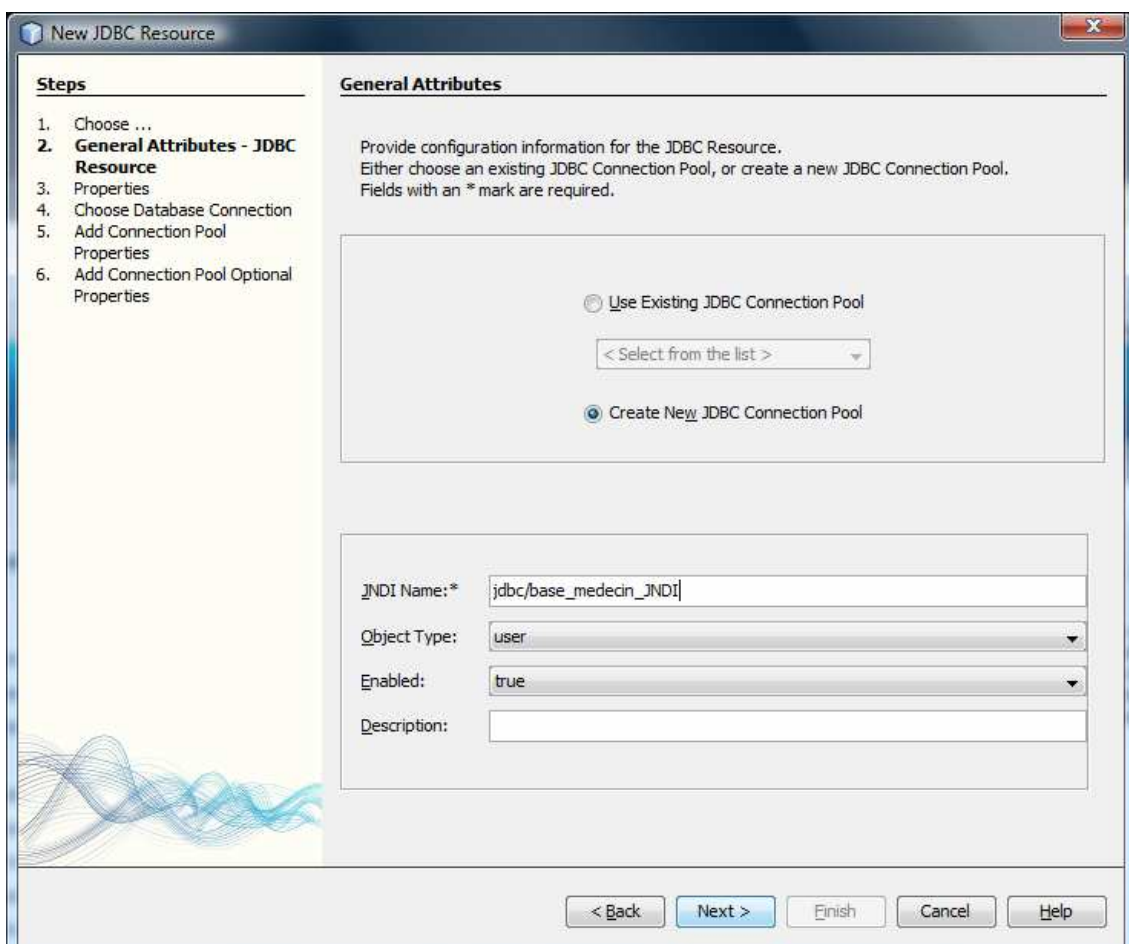 New JDBC Resource
Steps
1. Choose ...
2. General Attributes - JDBC
Resource
3. Properties
4. Choose Database Connection
5. Add Connection Pool
Properties
6. Add Connection Pool Optional
Properties
General Attributes
Provide configuration information for the JDBC Resource.
Either choose an existing JDBC Connection Pool, or create a new JDBC Connection Pool.
Fields with an * mark are required.
Use Existing JDBC Connection Pool
< Select from the list >
Create New JDBC Connection Pool
JNDI Name:* jdbc/base_medecin_JNDI
Object Type: user
Enabled: true
Description:
< Back Next > Finish Cancel Help